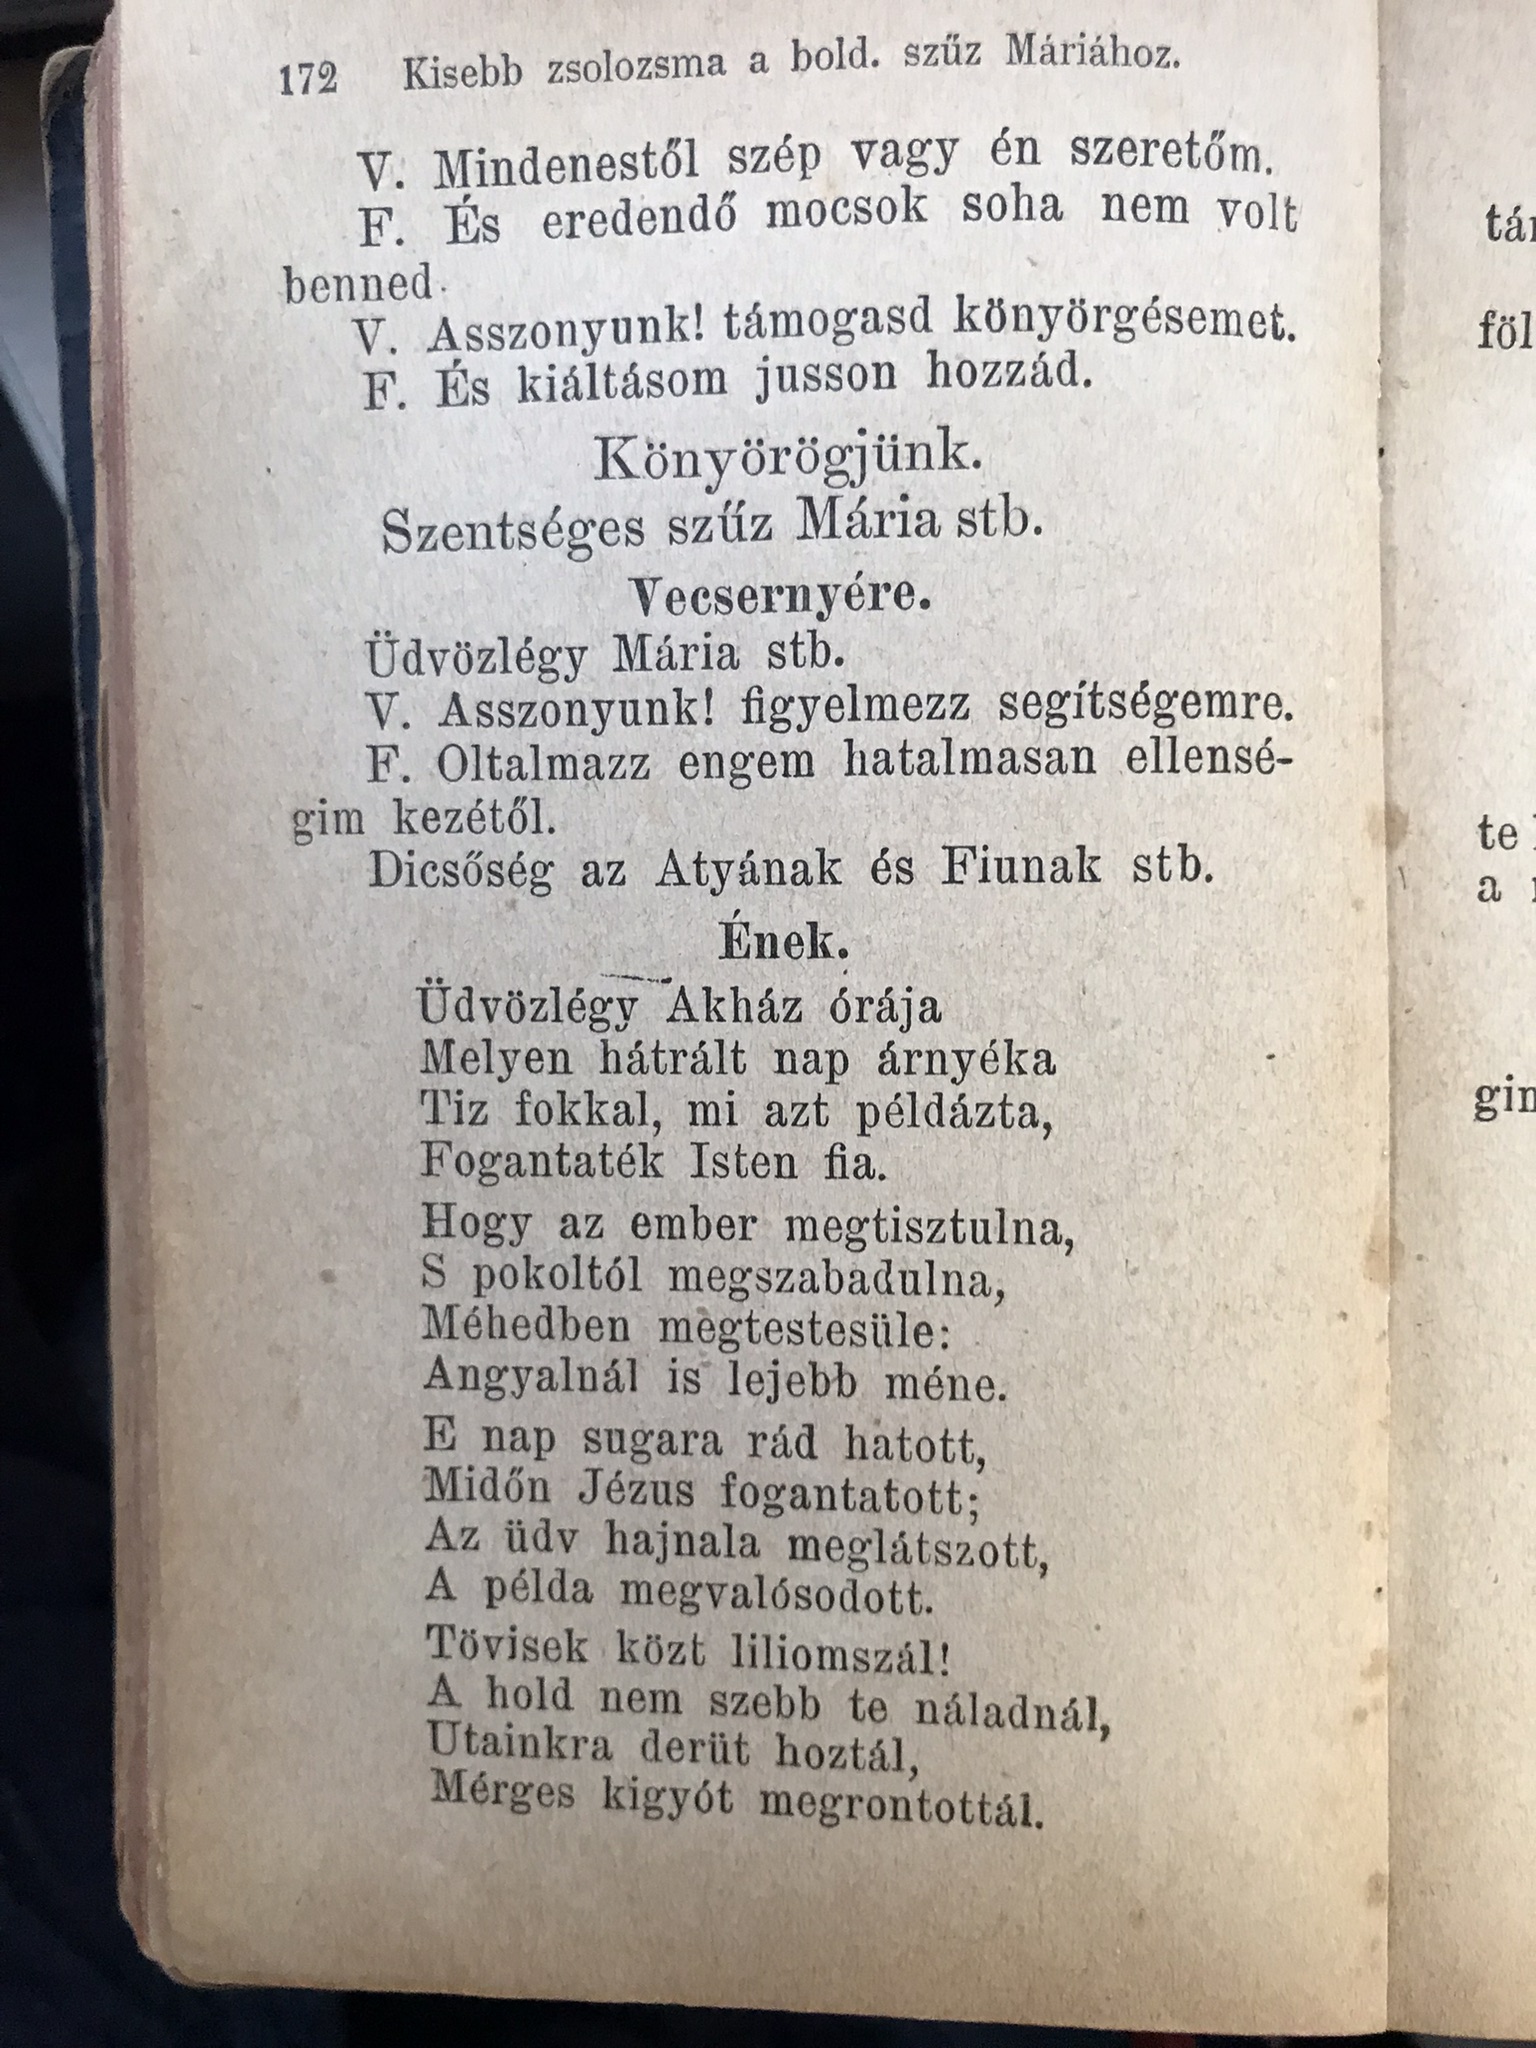 172 Kisebb zsolozsma a bold. szűz Máriához.
V. Mindenestől szép vagy én szeretőm.
F. És eredendő mocsok soha nem volt
benned.
V. Asszonyunk! támogasd könyörgésemet.
F. És kiáltásom jusson hozzád.
Könyörögjünk.
Szentséges szűz Mária stb.
Vecsernyére.
Üdvözlégy Mária stb.
V. Asszonyunk! figyelmezz segítségemre.
F. Oltalmazz engem hatalmasan ellensé-
gim kezétől.
Dicsőség az Atyának és Fiunak stb.
Ének.
Üdvözlégy Akház órája
Melyen hátrált nap árnyéka
Tiz fokkal, mi azt példázta,
Fogantaték Isten fia.
Hogy az ember megtisztulna,
S pokoltól megszabadulna,
Méhedben megtestesüle:
Angyalnál is lejebb méne.
E nap sugara rád hatott,
Midőn Jézus fogantatott;
Az üdv hajnala meglátszott,
A példa megvalósodott.
Tövisek közt liliomszál!
A hold nem szebb te náladnál,
Utainkra derüt hoztál,
Mérges kigyót megrontottál.
föl
te
a